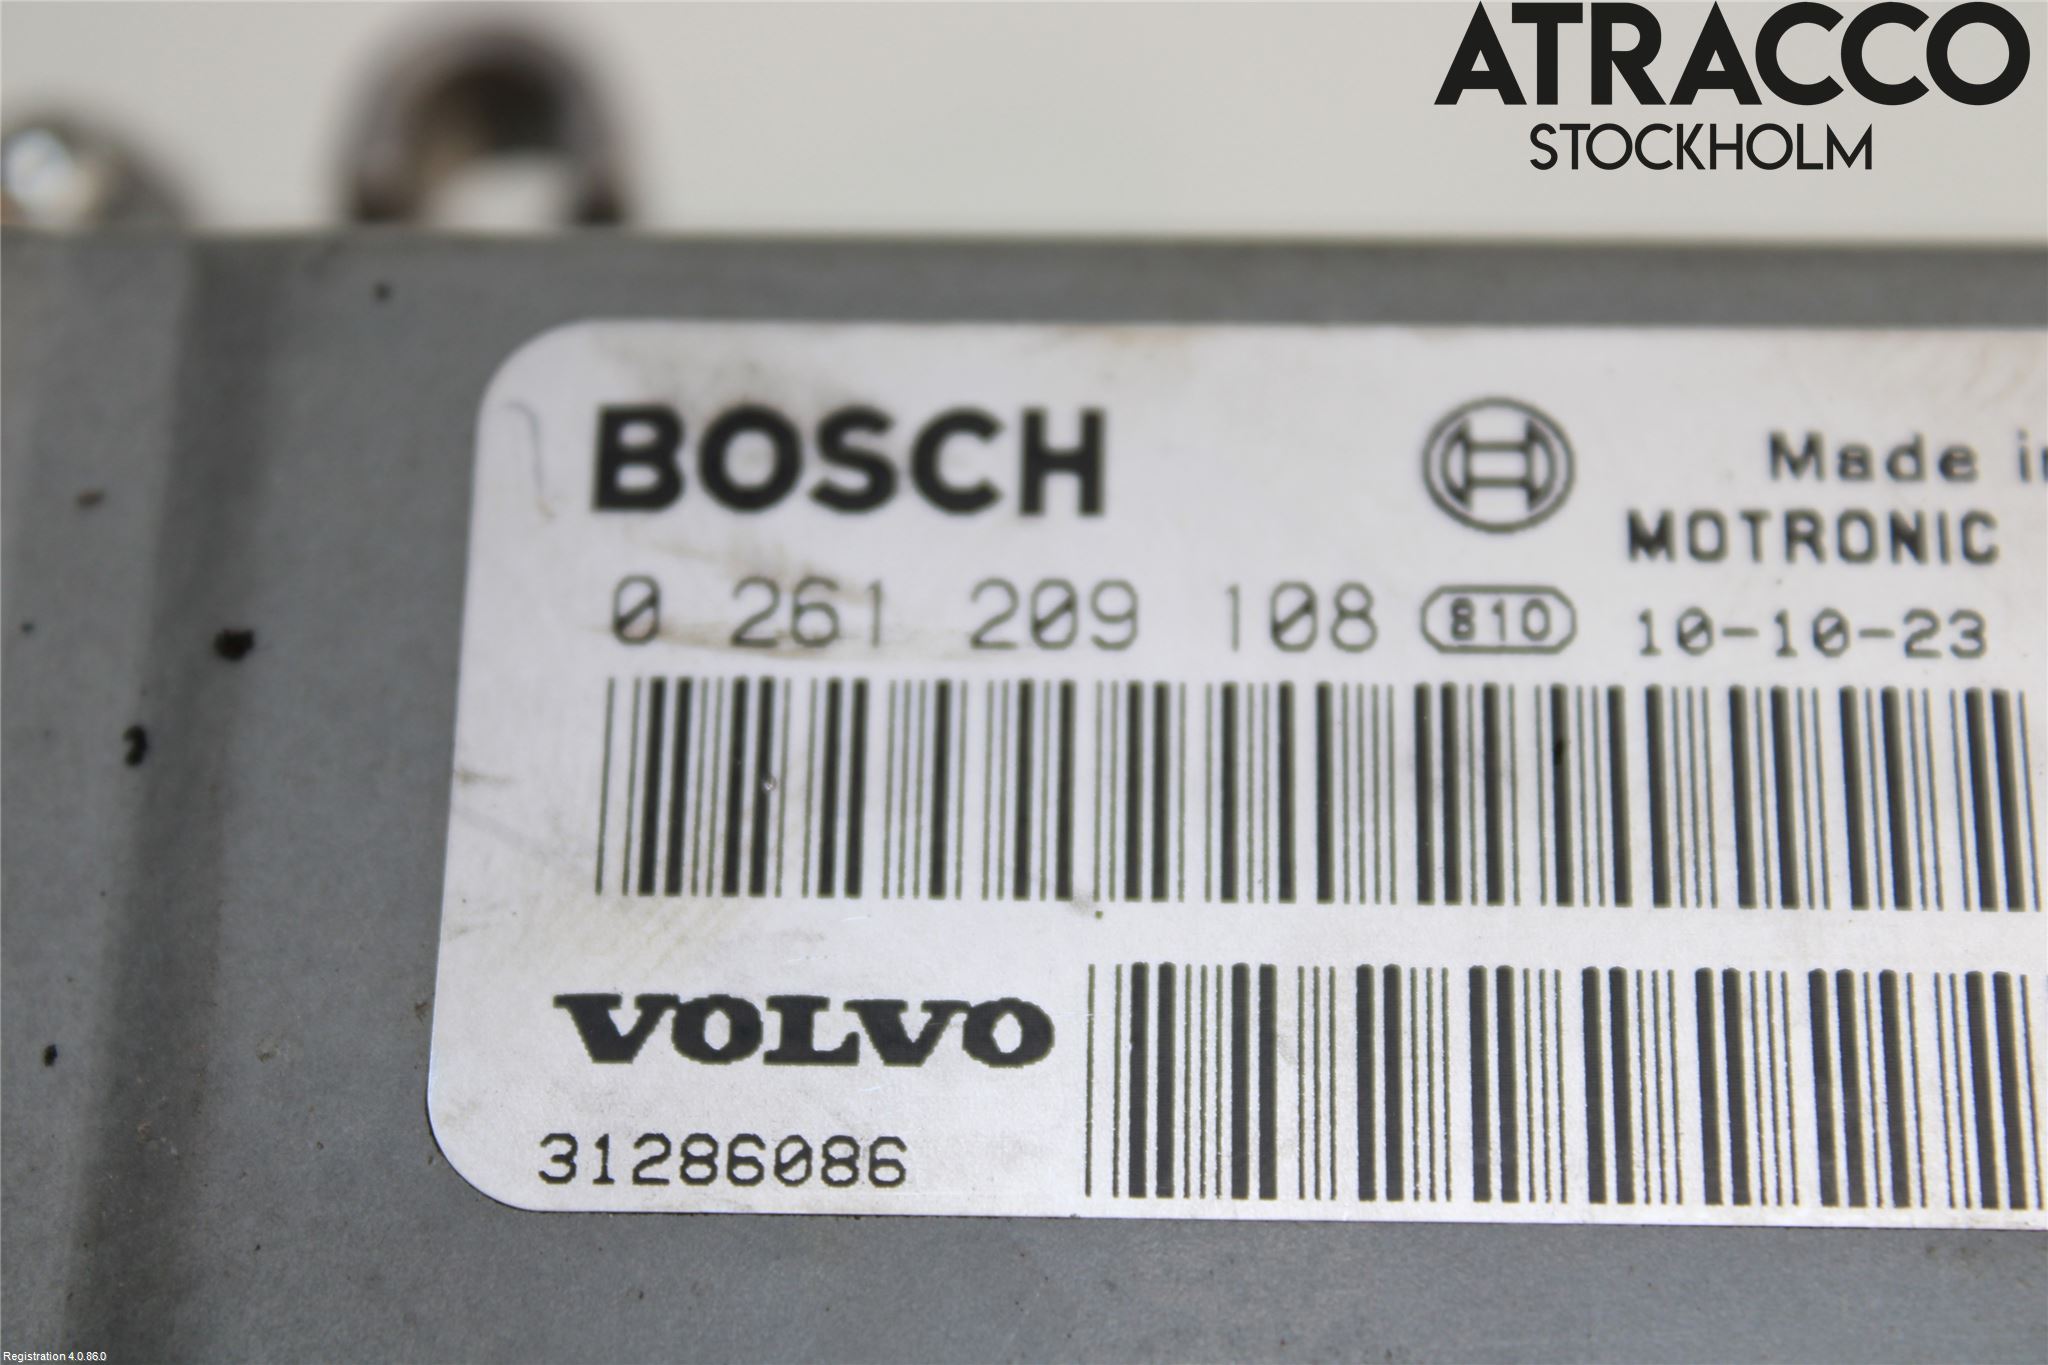 ATRACCO
STOCKHOLM
BOSCH
Made in
MOTRONIC
0 261 209 108 810 10-10-23
VOLVO
31286086
Registration 4.0.86.0